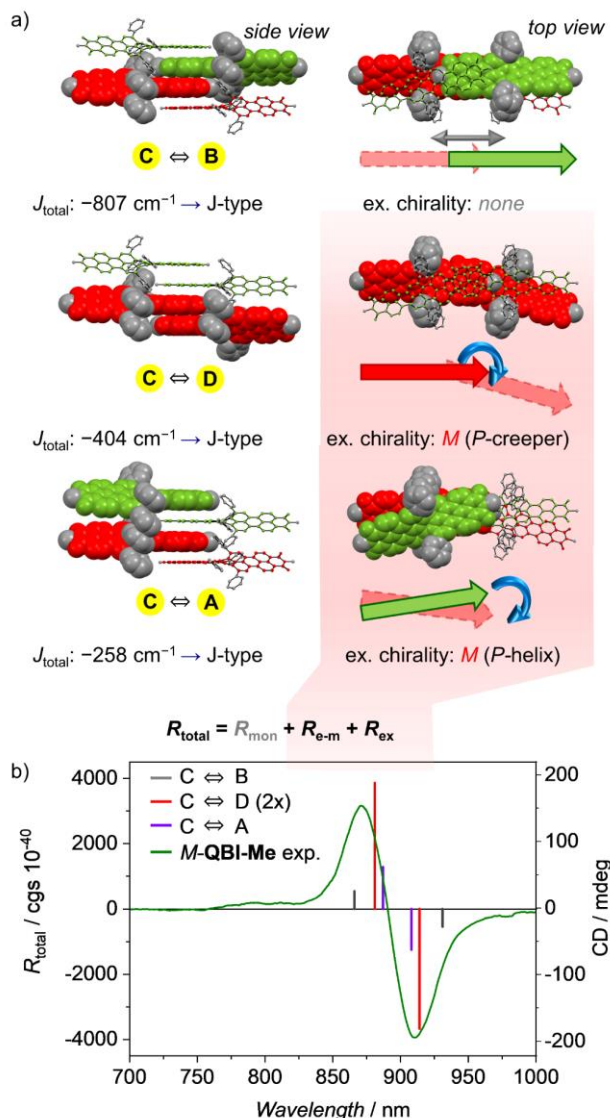 a)
side view
top view
C ⇔ B
J_total: −807 cm⁻¹ → J-type
ex. chirality: none
C ⇔ D
J_total: −404 cm⁻¹ → J-type
ex. chirality: M (P-creeper)
C ⇔ A
J_total: −258 cm⁻¹ → J-type
ex. chirality: M (P-helix)
R_total = R_mon + R_e-m + R_ex
b)
C ⇔ B
C ⇔ D (2x)
C ⇔ A
M-QBI-Me exp.
4000
2000
0
-2000
-4000
R_total / cgs 10⁻⁴⁰
200
100
0
-100
-200
CD / mdeg
700 750 800 850 900 950 1000
Wavelength / nm